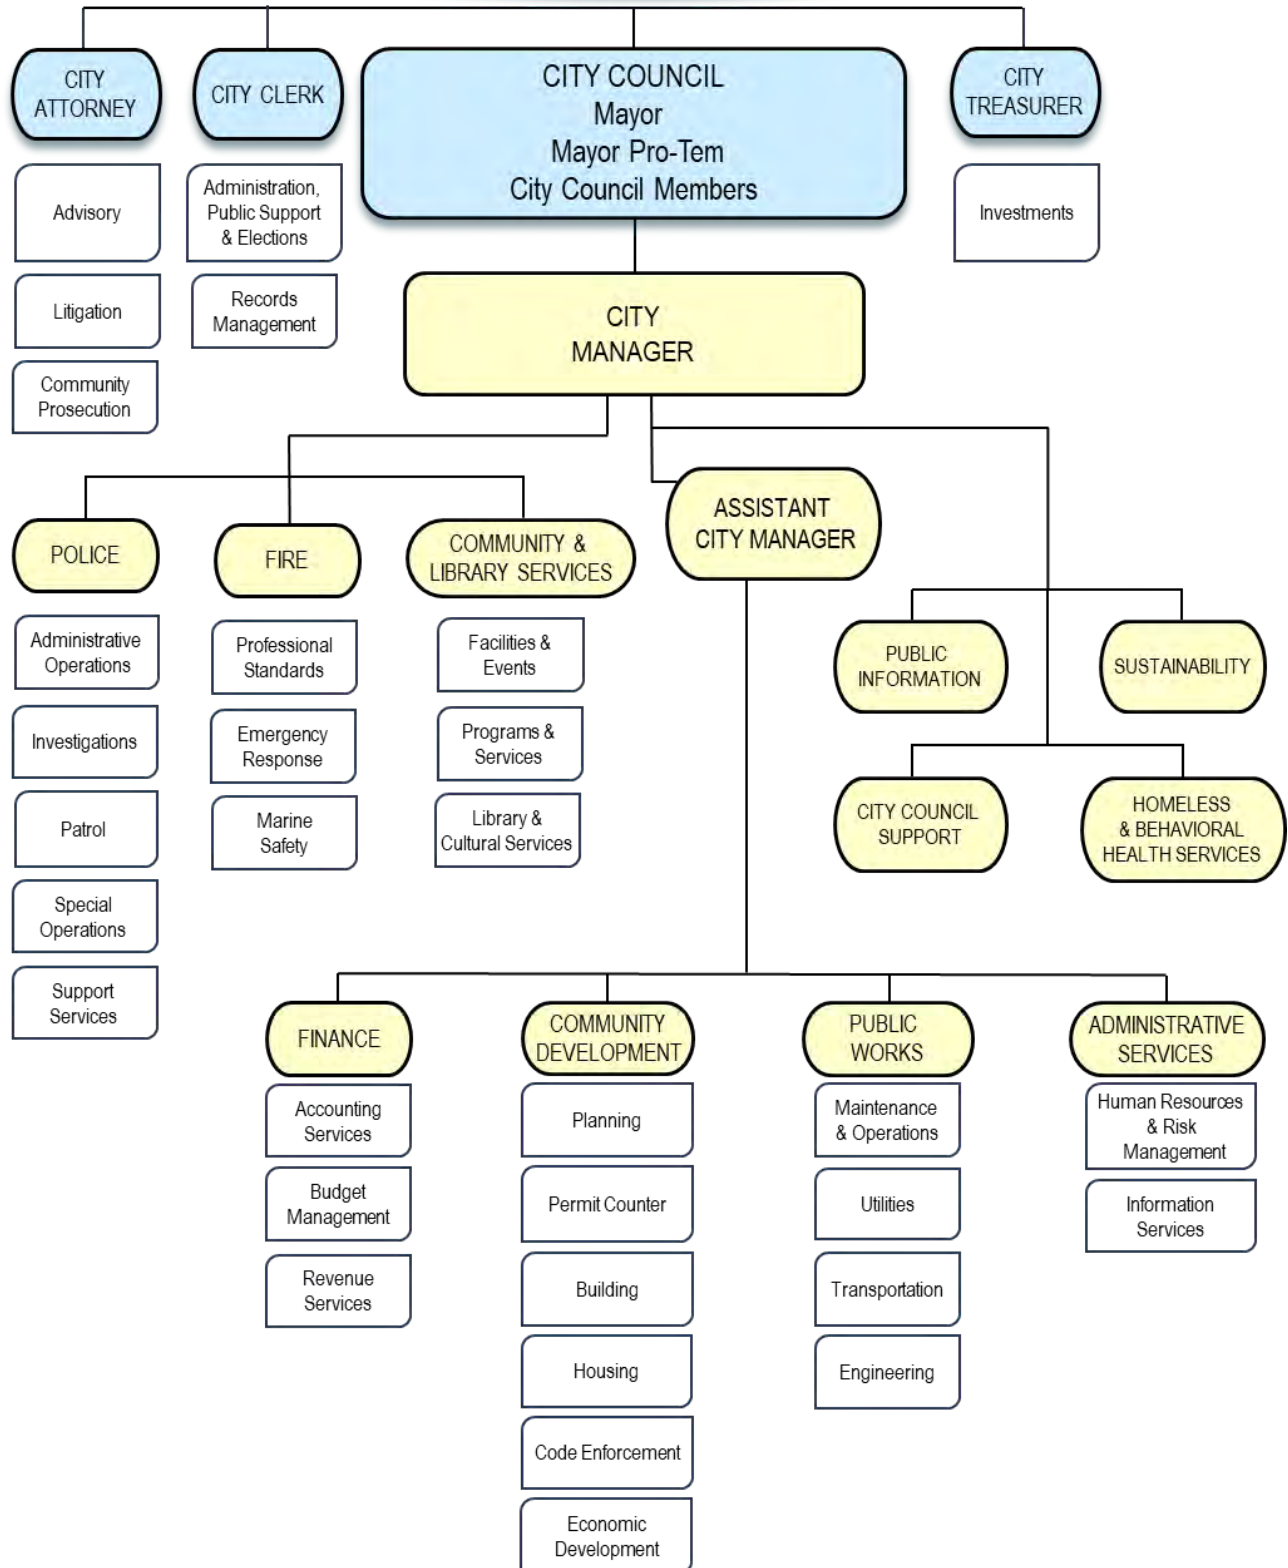 CITY
ATTORNEY
CITY CLERK
CITY COUNCIL
Mayor
Mayor Pro-Tem
City Council Members
CITY
TREASURER
Advisory
Litigation
Community
Prosecution
Administration,
Public Support
& Elections
Records
Management
Investments
CITY
MANAGER
ASSISTANT
CITY MANAGER
POLICE
Administrative
Operations
Investigations
Patrol
Special
Operations
Support
Services
FIRE
Professional
Standards
Emergency
Response
Marine
Safety
COMMUNITY &
LIBRARY SERVICES
Facilities &
Events
Programs &
Services
Library &
Cultural Services
PUBLIC
INFORMATION
SUSTAINABILITY
CITY COUNCIL
SUPPORT
HOMELESS
& BEHAVIORAL
HEALTH SERVICES
FINANCE
Accounting
Services
Budget
Management
Revenue
Services
COMMUNITY
DEVELOPMENT
Planning
Permit Counter
Building
Housing
Code Enforcement
Economic
Development
PUBLIC
WORKS
Maintenance
& Operations
Utilities
Transportation
Engineering
ADMINISTRATIVE
SERVICES
Human Resources
& Risk
Management
Information
Services